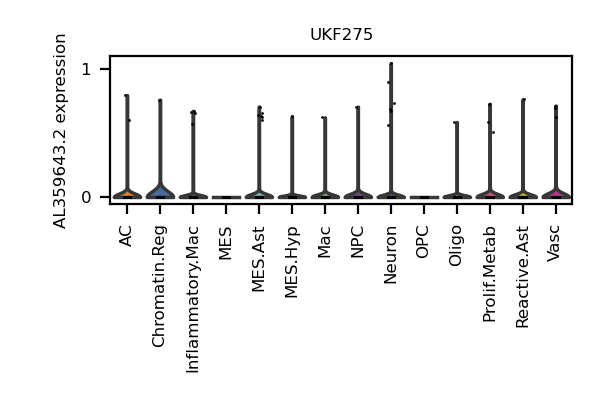 UKF275
AL359643.2 expression
1
0
AC
Chromatin.Reg
Inflammatory.Mac
MES
MES.Ast
MES.Hyp
Mac
NPC
Neuron
OPC
Oligo
Prolif.Metab
Reactive.Ast
Vasc